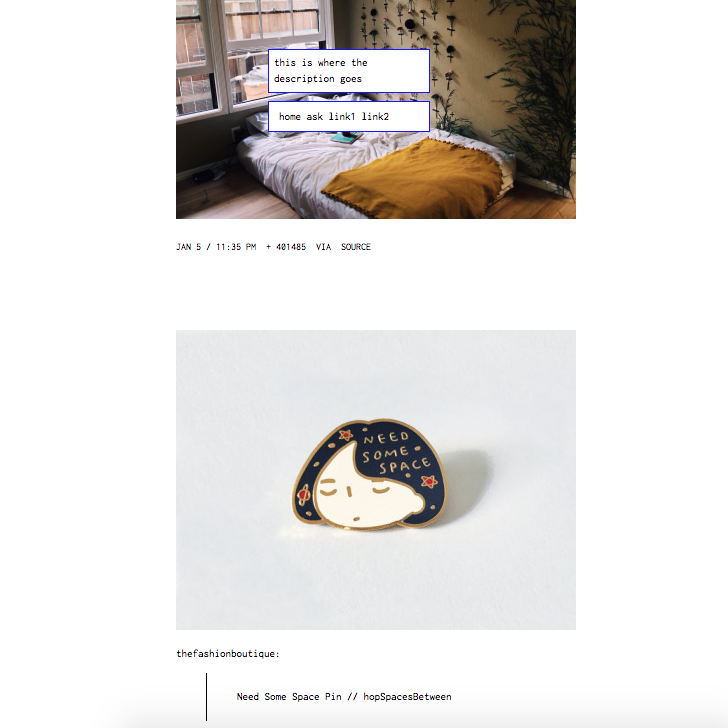 this is where the
description goes
home ask link1 link2
JAN 5 / 11:35 PM + 401485 VIA SOURCE
NEED
SOME
SPACE
thefashionboutique:
Need Some Space Pin // hopSpacesBetween